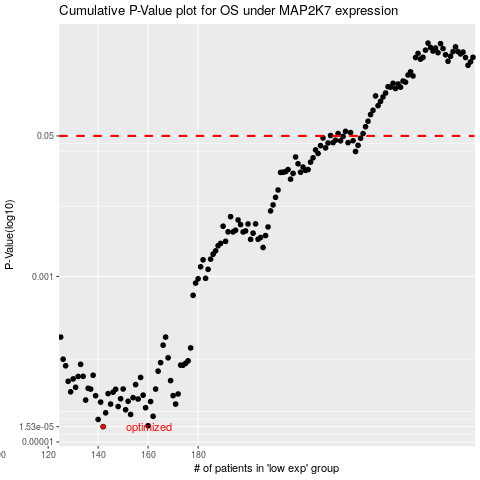 Cumulative P-Value plot for OS under MAP2K7 expression
0.05
0.001
1.53e-05
0.00001
P-Value(log10)
optimized
00 120 140 160 180
# of patients in 'low exp' group